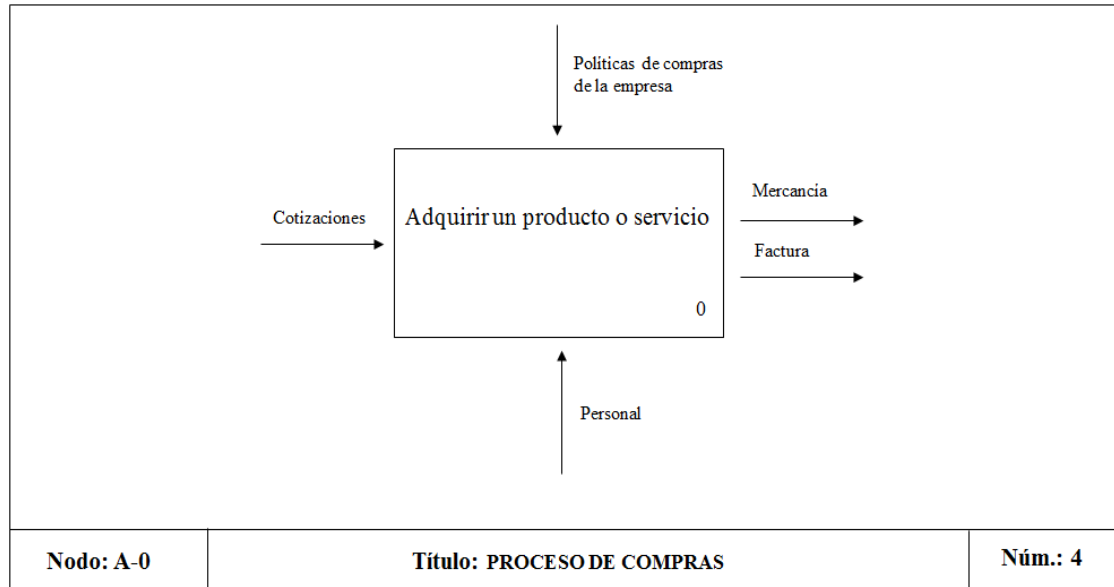 Políticas de compras
de la empresa
Cotizaciones
Adquirir un producto o servicio
0
Mercancía
Factura
Personal
Nodo: A-0
Título: PROCESO DE COMPRAS
Núm.: 4